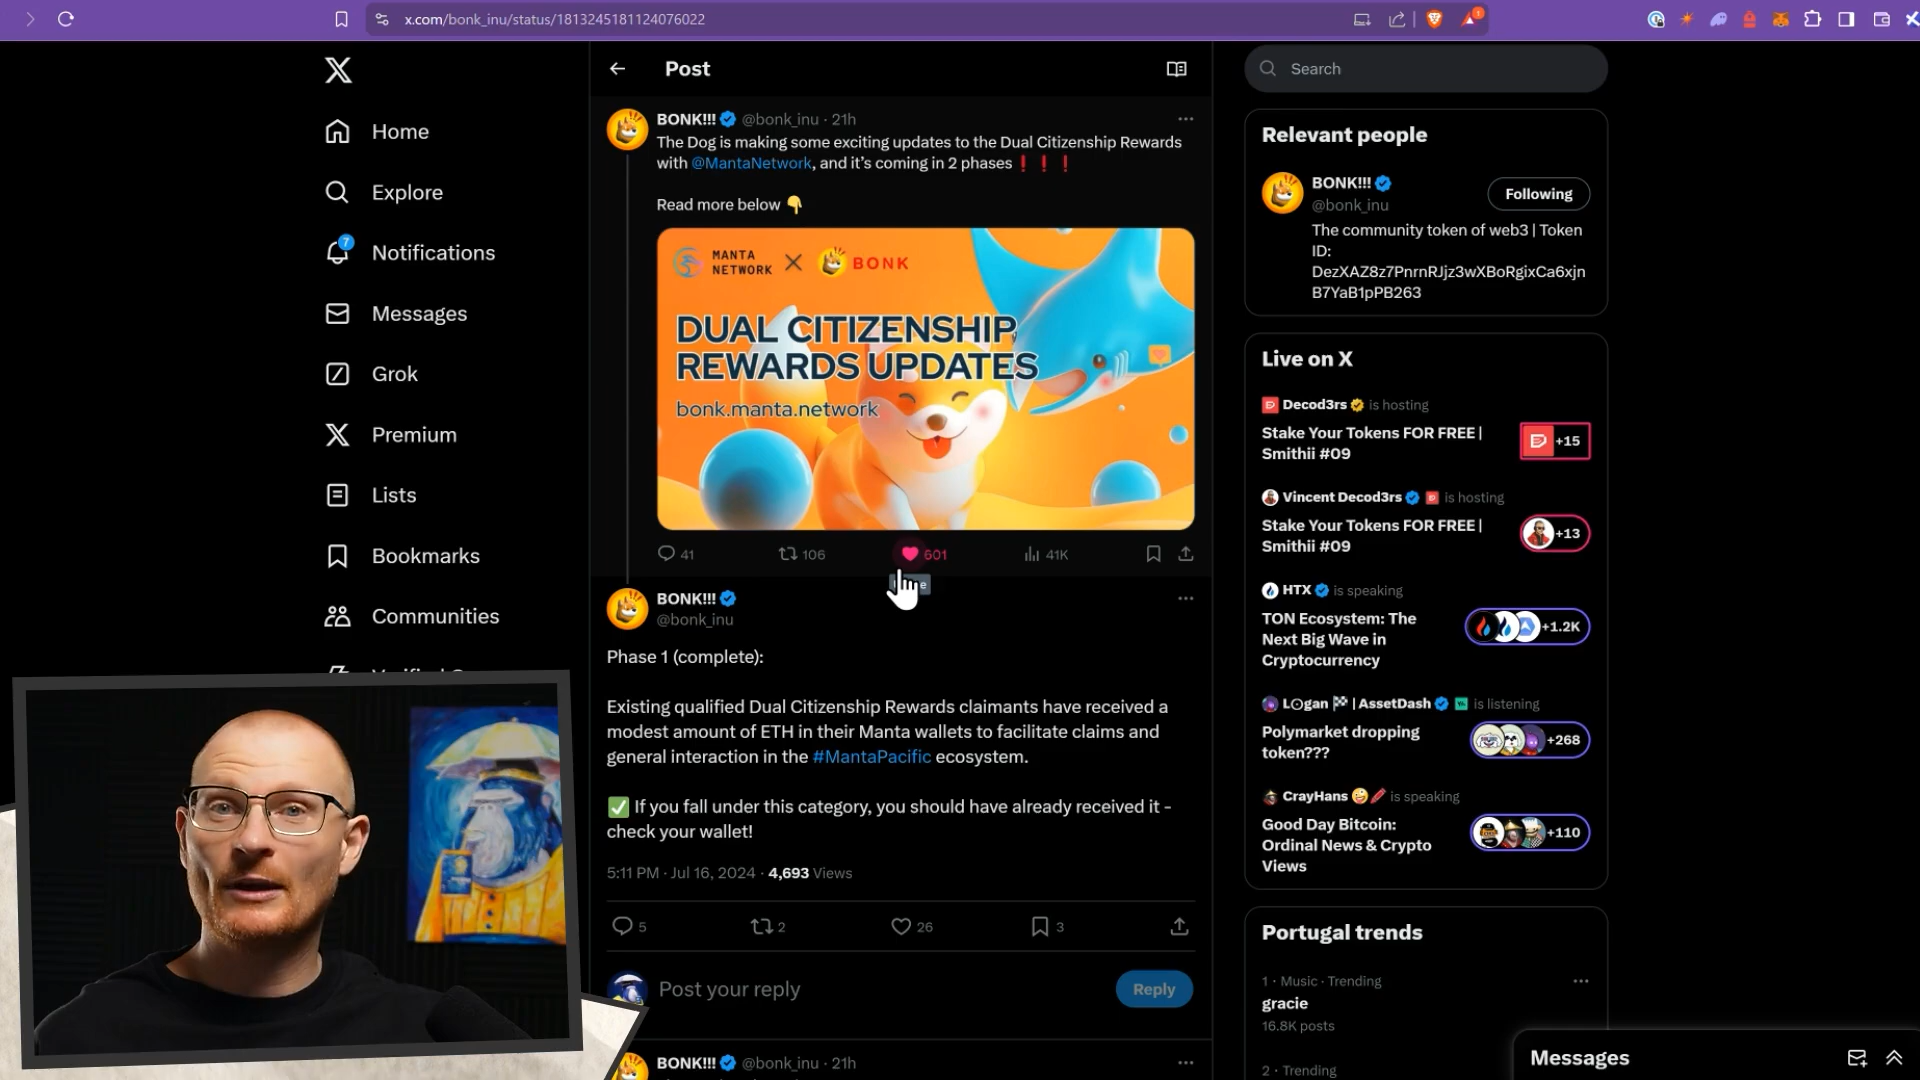 x.com/bonk_inu/status/1813245181124076022
1
Home
Explore
7
Notifications
Messages
Grok
Premium
Lists
Bookmarks
Communities
Post
BONK!!! @bonk_inu · 21h
The Dog is making some exciting updates to the Dual Citizenship Rewards
with @MantaNetwork, and it's coming in 2 phases❗❗❗
Read more below 👇
MANTA
NETWORK
BONK
DUAL CITIZENSHIP
REWARDS UPDATES
bonk.manta.network
41
106
601
41K
BONK!!!
@bonk_inu
Phase 1 (complete):
Existing qualified Dual Citizenship Rewards claimants have received a
modest amount of ETH in their Manta wallets to facilitate claims and
general interaction in the #MantaPacific ecosystem.
✅ If you fall under this category, you should have already received it -
check your wallet!
5:11 PM · Jul 16, 2024 · 4,693 Views
5
2
26
3
Post your reply
Reply
BONK!!! @bonk_inu · 21h
Search
Relevant people
BONK!!!
@bonk_inu
Following
The community token of web3 | Token
ID:
DezXAZ8z7PnrnRJjz3wXBoRgixCa6xjn
B7YaB1pPB263
Live on X
Decod3rs is hosting
Stake Your Tokens FOR FREE |
Smithii #09
+15
Vincent Decod3rs is hosting
Stake Your Tokens FOR FREE |
Smithii #09
+13
HTX is speaking
TON Ecosystem: The
Next Big Wave in
Cryptocurrency
+1.2K
LOgan | AssetDash is listening
Polymarket dropping
token???
+268
CrayHans is speaking
Good Day Bitcoin:
Ordinal News & Crypto
Views
+110
Portugal trends
1 · Music · Trending
gracie
16.8K posts
2 · Trending
Messages